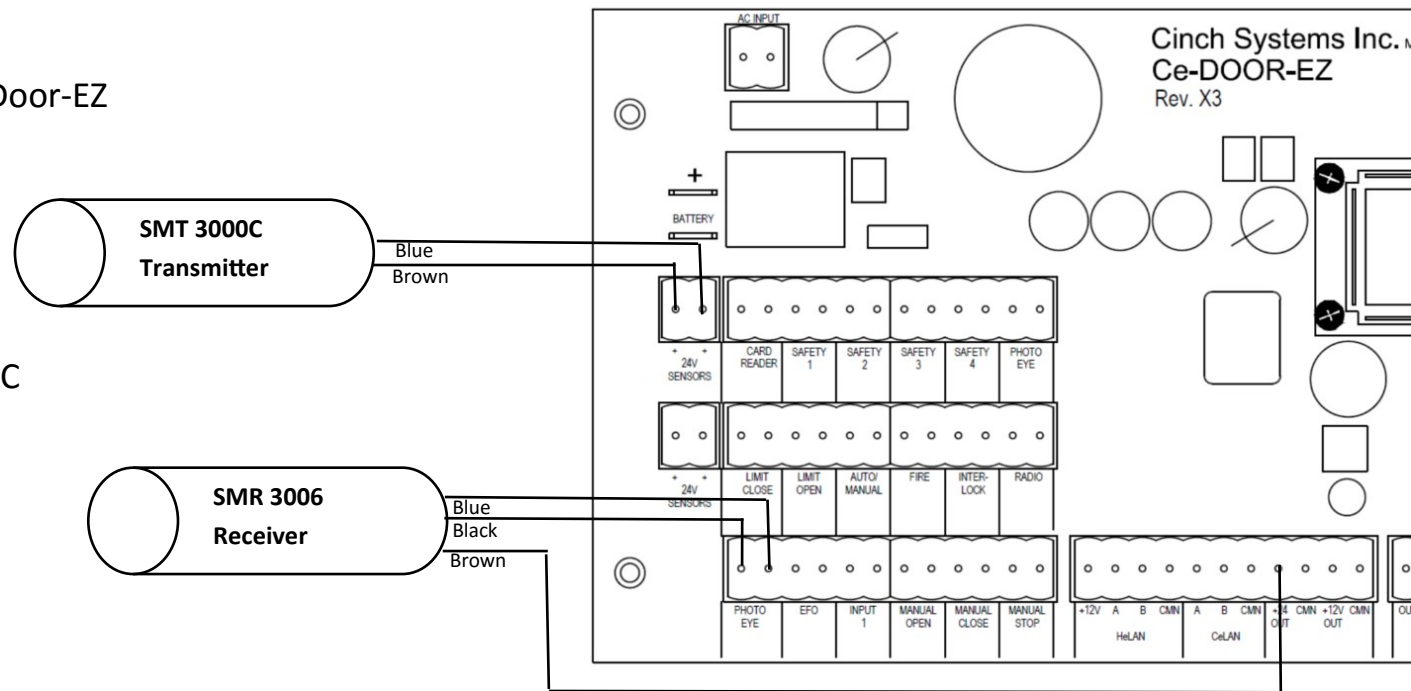 AC INPUT
Cinch Systems Inc.
Ce-DOOR-EZ
Rev. X3
Door-EZ
+
BATTERY
SMT 3000C
Transmitter
Blue
Brown
+ +
24V
SENSORS
CARD
READER
SAFETY
1
SAFETY
2
SAFETY
3
SAFETY
4
PHOTO
EYE
C
+ +
24V
SENSORS
LIMIT
CLOSE
LIMIT
OPEN
AUTO/
MANUAL
FIRE
INTER-
LOCK
RADIO
SMR 3006
Receiver
Blue
Black
Brown
PHOTO
EYE
EFO
INPUT
1
MANUAL
OPEN
MANUAL
CLOSE
MANUAL
STOP
+12V A B CMN A B CMN +24 CMN +12V CMN
OUT OUT
HeLAN CeLAN
OU